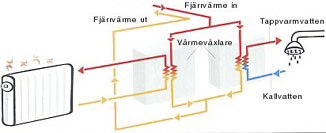 Fjärrvärme in
Fjärrvärme ut
Tappvarmvatten
Värmeväxlare
Kallvatten